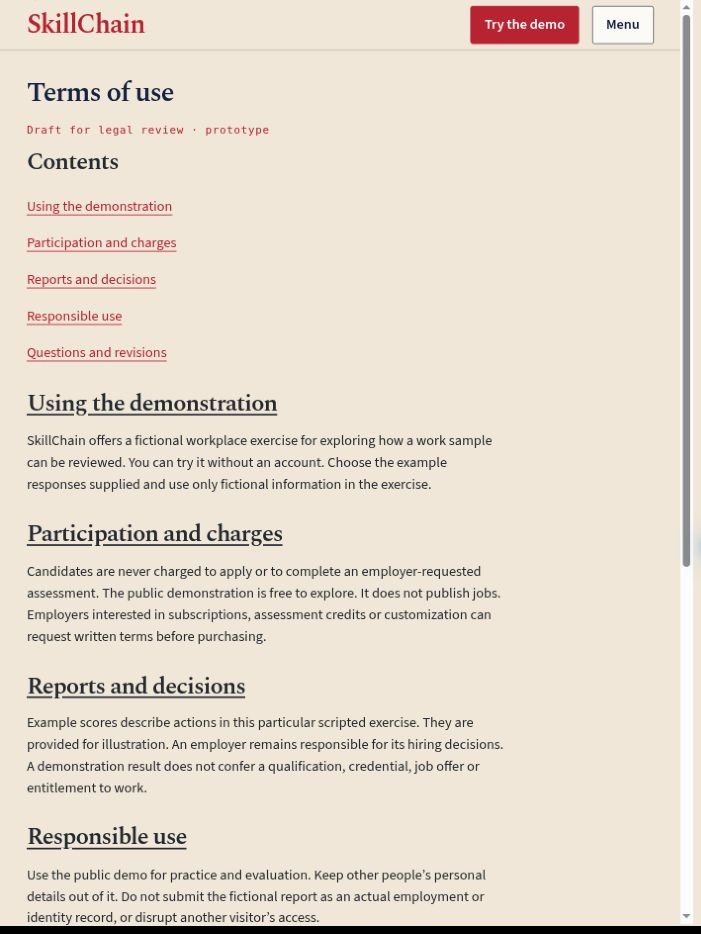 SkillChain
Try the demo
Menu
Terms of use
Draft for legal review · prototype
Contents
Using the demonstration
Participation and charges
Reports and decisions
Responsible use
Questions and revisions
Using the demonstration
SkillChain offers a fictional workplace exercise for exploring how a work sample
can be reviewed. You can try it without an account. Choose the example
responses supplied and use only fictional information in the exercise.
Participation and charges
Candidates are never charged to apply or to complete an employer-requested
assessment. The public demonstration is free to explore. It does not publish jobs.
Employers interested in subscriptions, assessment credits or customization can
request written terms before purchasing.
Reports and decisions
Example scores describe actions in this particular scripted exercise. They are
provided for illustration. An employer remains responsible for its hiring decisions.
A demonstration result does not confer a qualification, credential, job offer or
entitlement to work.
Responsible use
Use the public demo for practice and evaluation. Keep other people’s personal
details out of it. Do not submit the fictional report as an actual employment or
identity record, or disrupt another visitor’s access.